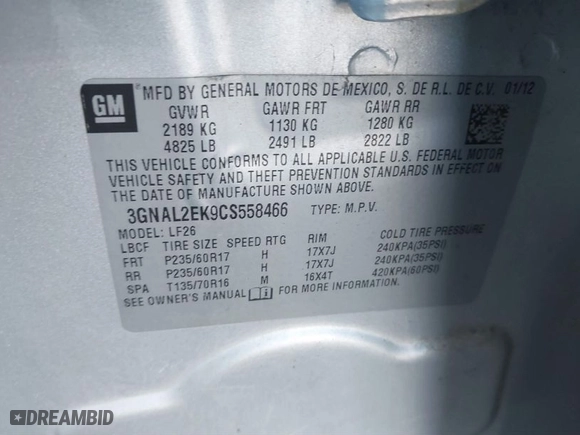 GM
MFD BY GENERAL MOTORS DE MEXICO, S. DE R.L. DE C.V. 01/12
GVWR GAWR FRT GAWR RR
2189 KG 1130 KG 1280 KG
4825 LB 2491 LB 2822 LB
THIS VEHICLE CONFORMS TO ALL APPLICABLE U.S. FEDERAL MOTOR
VEHICLE SAFETY AND THEFT PREVENTION STANDARDS IN EFFECT ON
THE DATE OF MANUFACTURE SHOWN ABOVE.
3GNAL2EK9CS558466 TYPE: M.P.V.
MODEL: LF26
LBCF TIRE SIZE SPEED RTG RIM COLD TIRE PRESSURE
FRT P235/60R17 H 17X7J 240KPA(35PSI)
RR P235/60R17 H 17X7J 240KPA(35PSI)
SPA T135/70R16 M 16X4T 420KPA(60PSI)
SEE OWNER'S MANUAL FOR MORE INFORMATION
DREAMBID